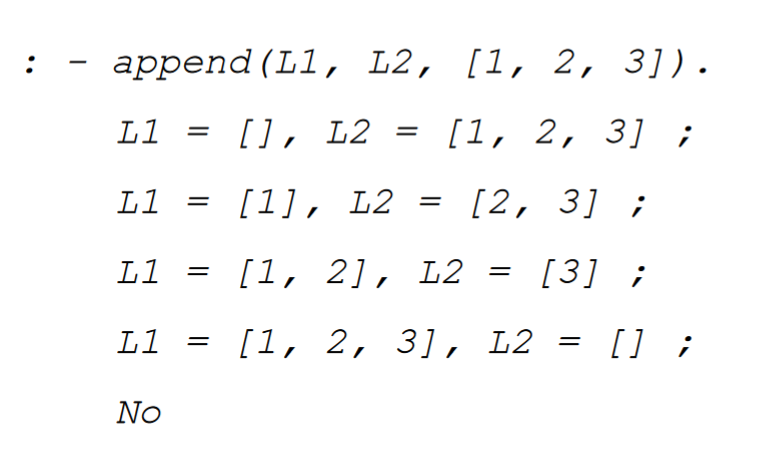 : - append(L1, L2, [1, 2, 3]).
L1 = [], L2 = [1, 2, 3] ;
L1 = [1], L2 = [2, 3] ;
L1 = [1, 2], L2 = [3] ;
L1 = [1, 2, 3], L2 = [] ;
No